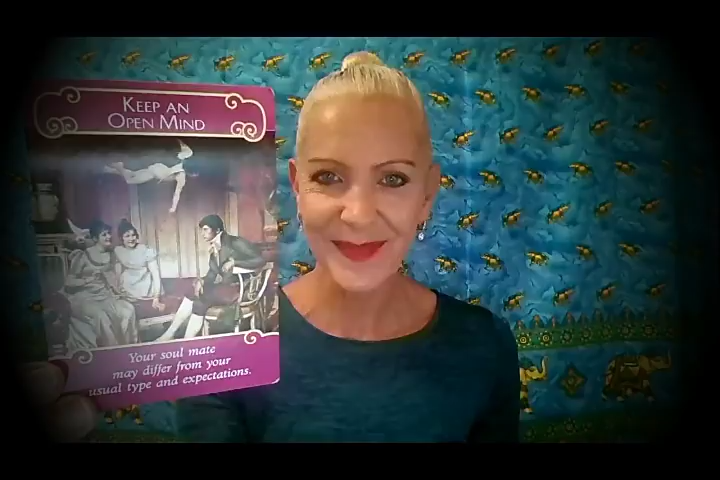 KEEP AN
OPEN MIND
Your soul mate
may differ from your
usual type and expectations.